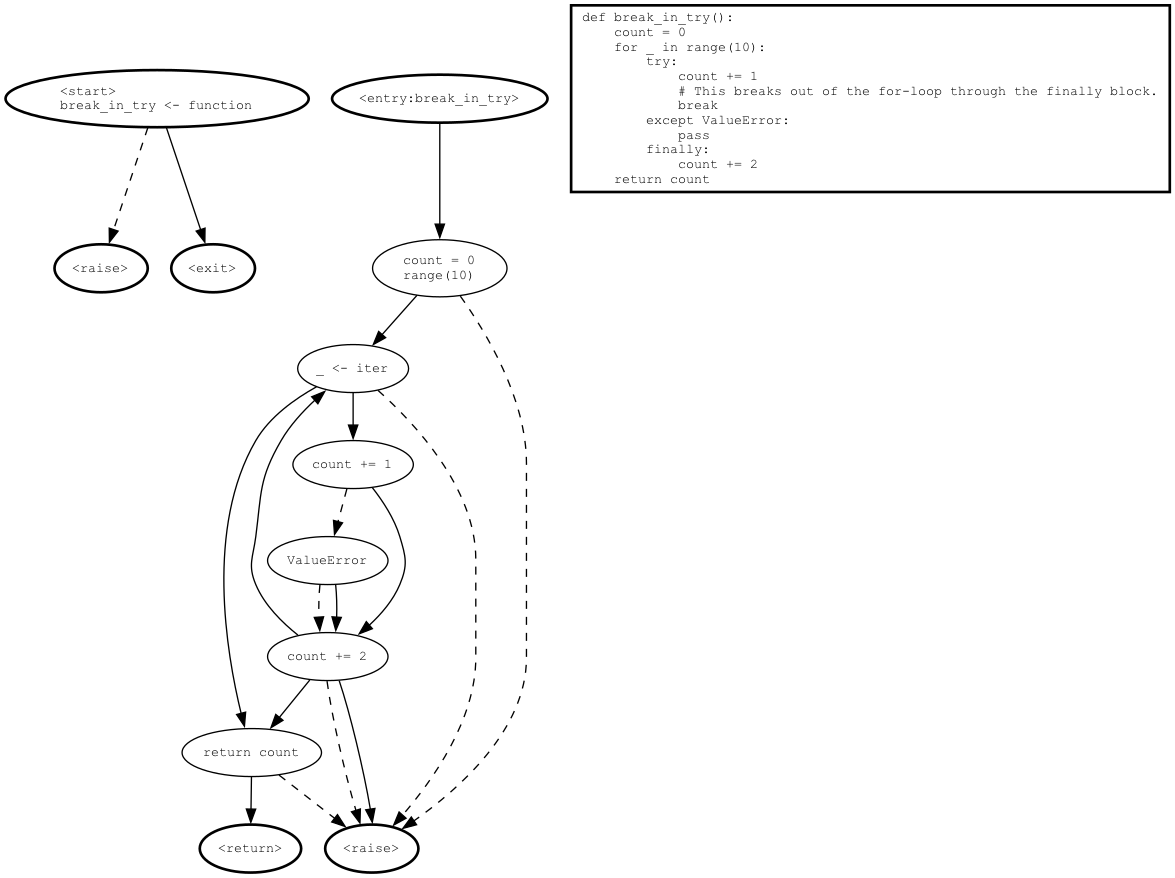 def break_in_try():
    count = 0
    for _ in range(10):
        try:
            count += 1
            # This breaks out of the for-loop through the finally block.
            break
        except ValueError:
            pass
        finally:
            count += 2
    return count
<start>
break_in_try <- function
<entry:break_in_try>
<raise>
<exit>
count = 0
range(10)
_ <- iter
count += 1
ValueError
count += 2
return count
<return>
<raise>